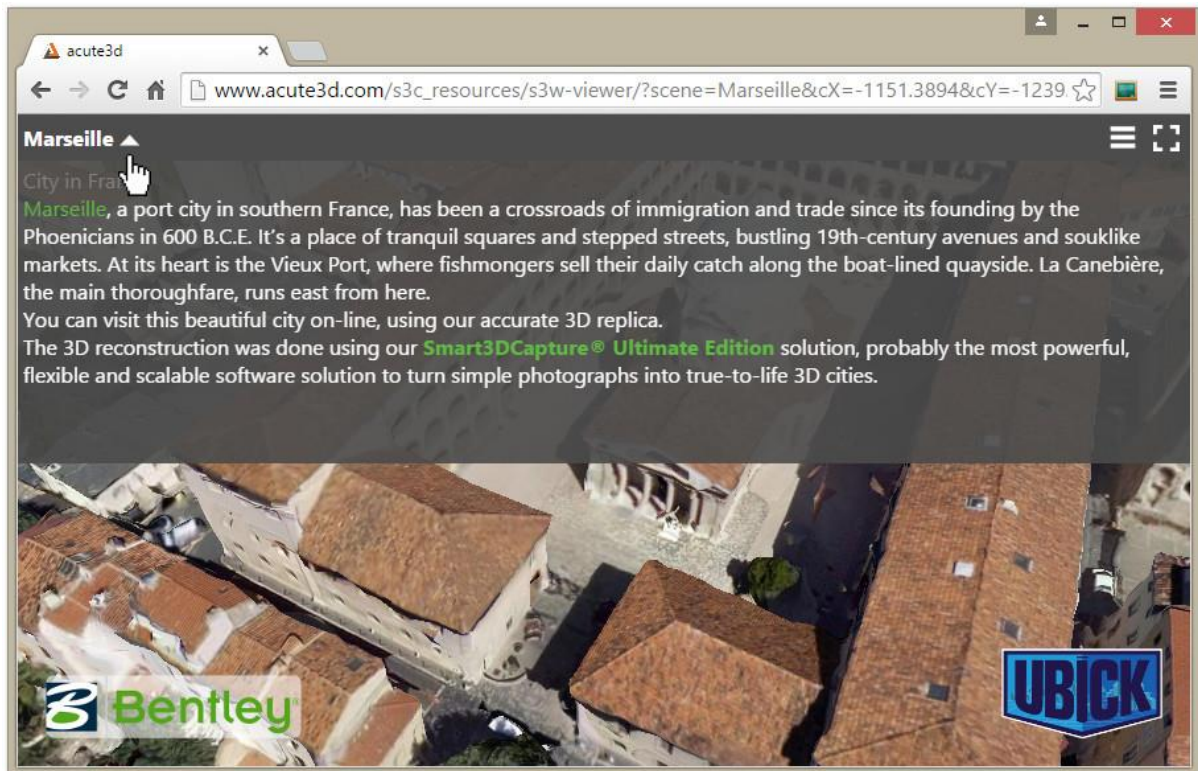 acute3d
www.acute3d.com/s3c_resources/s3w-viewer/?scene=Marseille&cX=-1151.3894&cY=-1239.
Marseille
City in Fra
Marseille, a port city in southern France, has been a crossroads of immigration and trade since its founding by the
Phoenicians in 600 B.C.E. It’s a place of tranquil squares and stepped streets, bustling 19th-century avenues and souklike
markets. At its heart is the Vieux Port, where fishmongers sell their daily catch along the boat-lined quayside. La Canebière,
the main thoroughfare, runs east from here.
You can visit this beautiful city on-line, using our accurate 3D replica.
The 3D reconstruction was done using our Smart3DCapture® Ultimate Edition solution, probably the most powerful,
flexible and scalable software solution to turn simple photographs into true-to-life 3D cities.
Bentley
UBICK